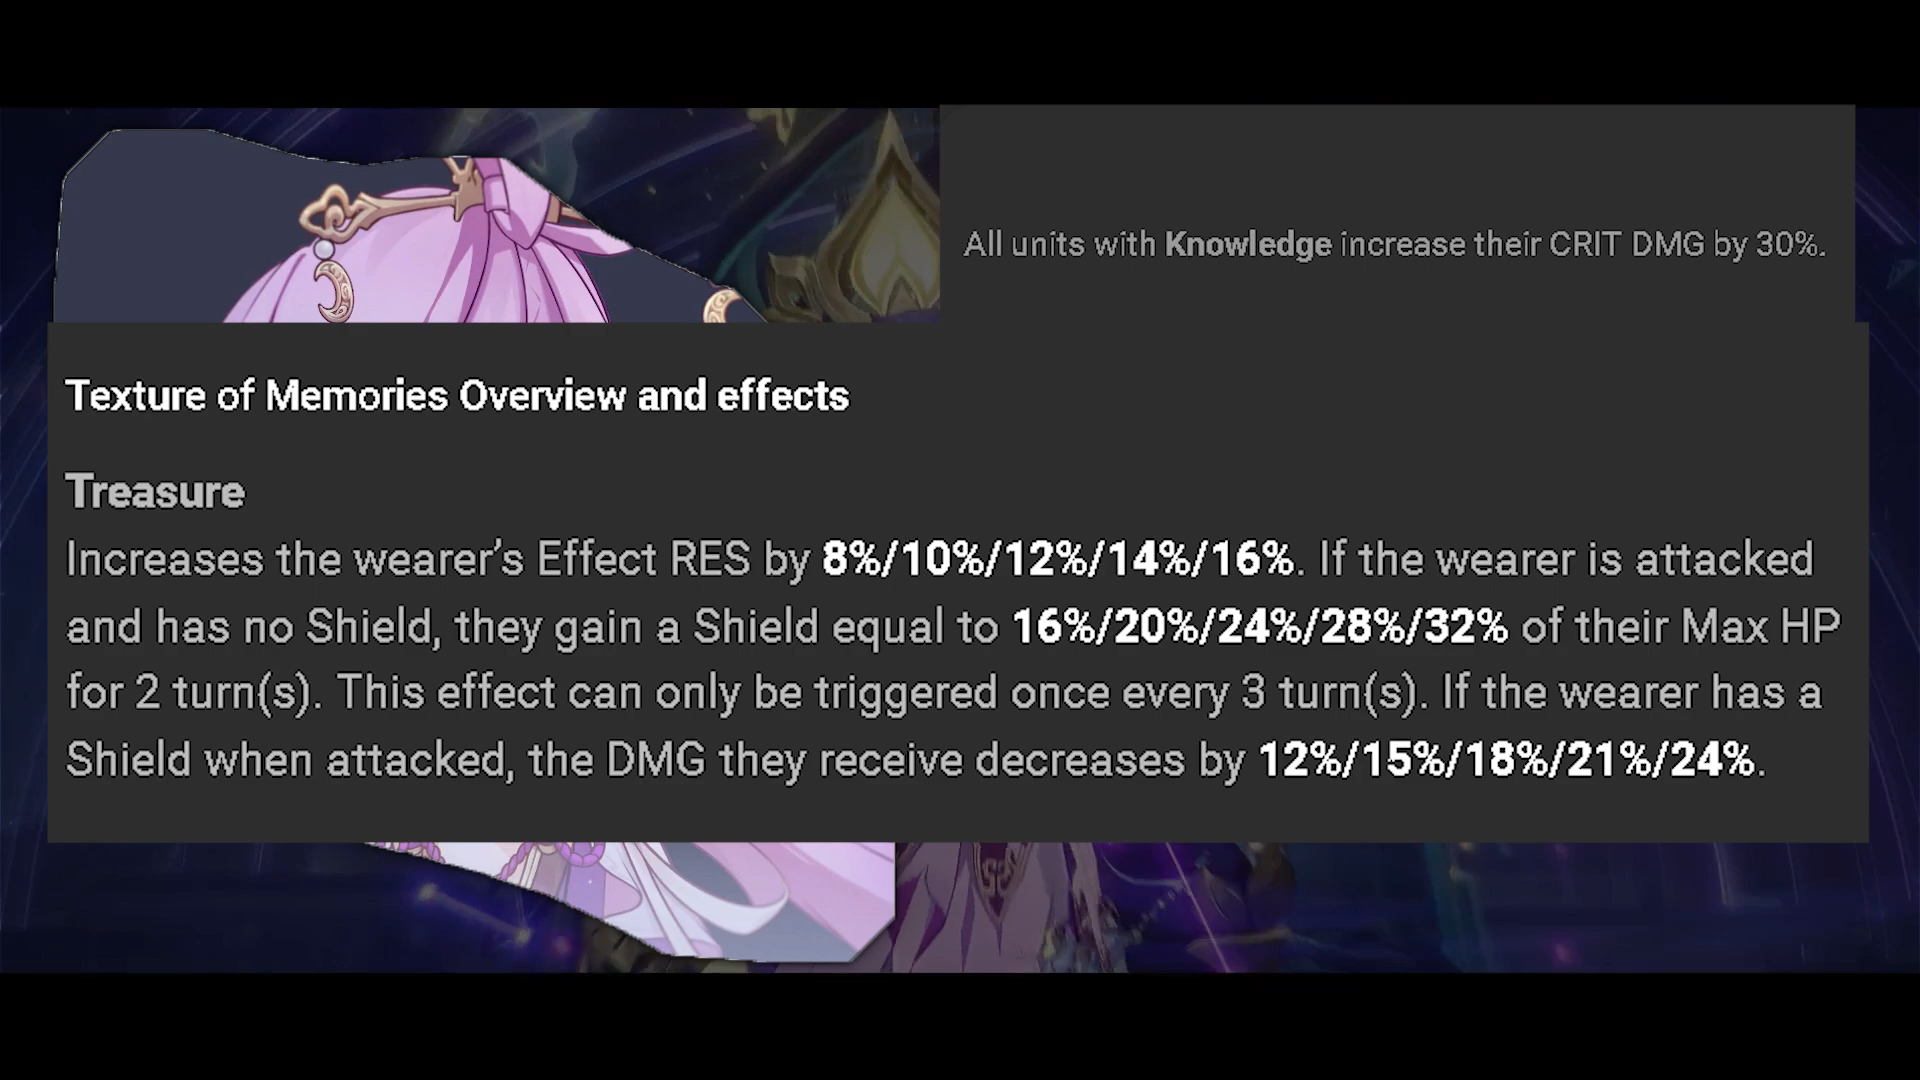 All units with Knowledge increase their CRIT DMG by 30%.
Texture of Memories Overview and effects
Treasure
Increases the wearer’s Effect RES by 8%/10%/12%/14%/16%. If the wearer is attacked
and has no Shield, they gain a Shield equal to 16%/20%/24%/28%/32% of their Max HP
for 2 turn(s). This effect can only be triggered once every 3 turn(s). If the wearer has a
Shield when attacked, the DMG they receive decreases by 12%/15%/18%/21%/24%.